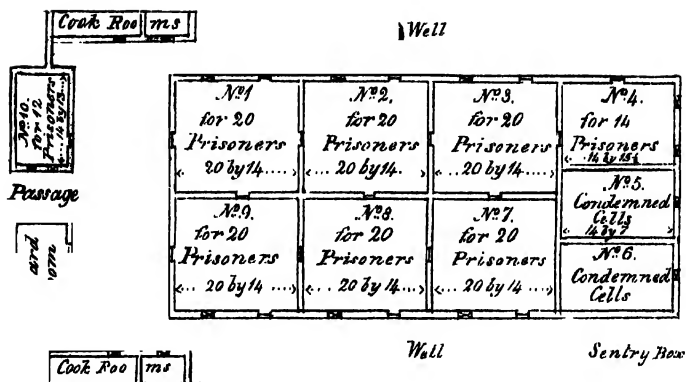 Cook Roo ms
Well
No. 10.
for 12
Prisoners
14 by 13
Passage
ard
om
No. 1
for 20
Prisoners
20 by 14
No. 2.
for 20
Prisoners
20 by 14.
No. 3.
for 20
Prisoners
20 by 14
No. 4.
for 14
Prisoners
No. 5.
Condemned
Cells
14 by 7
No. 6.
Condemned
Cells
No. 9.
for 20
Prisoners
20 by 14
No. 8.
for 20
Prisoners
20 by 14
No. 7.
for 20
Prisoners
20 by 14
Well
Sentry Box
Cook Roo ms